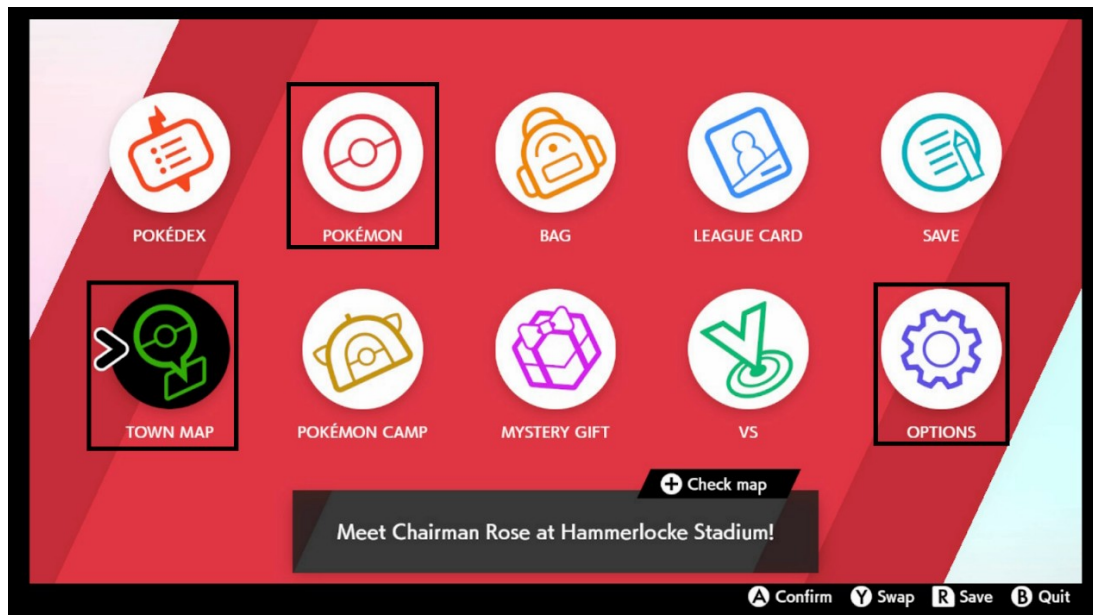 POKÉDEX
POKÉMON
BAG
LEAGUE CARD
SAVE
TOWN MAP
POKÉMON CAMP
MYSTERY GIFT
VS
OPTIONS
+ Check map
Meet Chairman Rose at Hammerlocke Stadium!
A Confirm Y Swap R Save B Quit